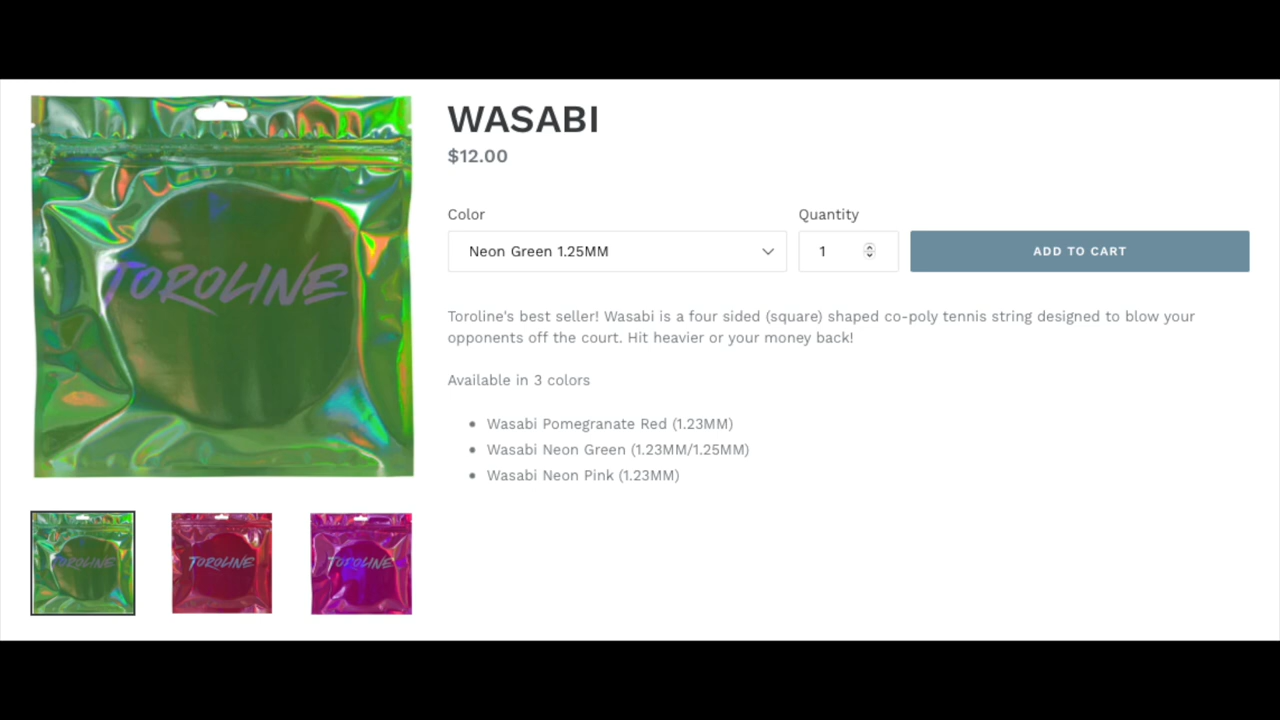 WASABI
$12.00
Color
Quantity
Neon Green 1.25MM
1
ADD TO CART
Toroline's best seller! Wasabi is a four sided (square) shaped co-poly tennis string designed to blow your
opponents off the court. Hit heavier or your money back!
Available in 3 colors
Wasabi Pomegranate Red (1.23MM)
Wasabi Neon Green (1.23MM/1.25MM)
Wasabi Neon Pink (1.23MM)
TOROLINE
TOROLINE
TOROLINE
TOROLINE